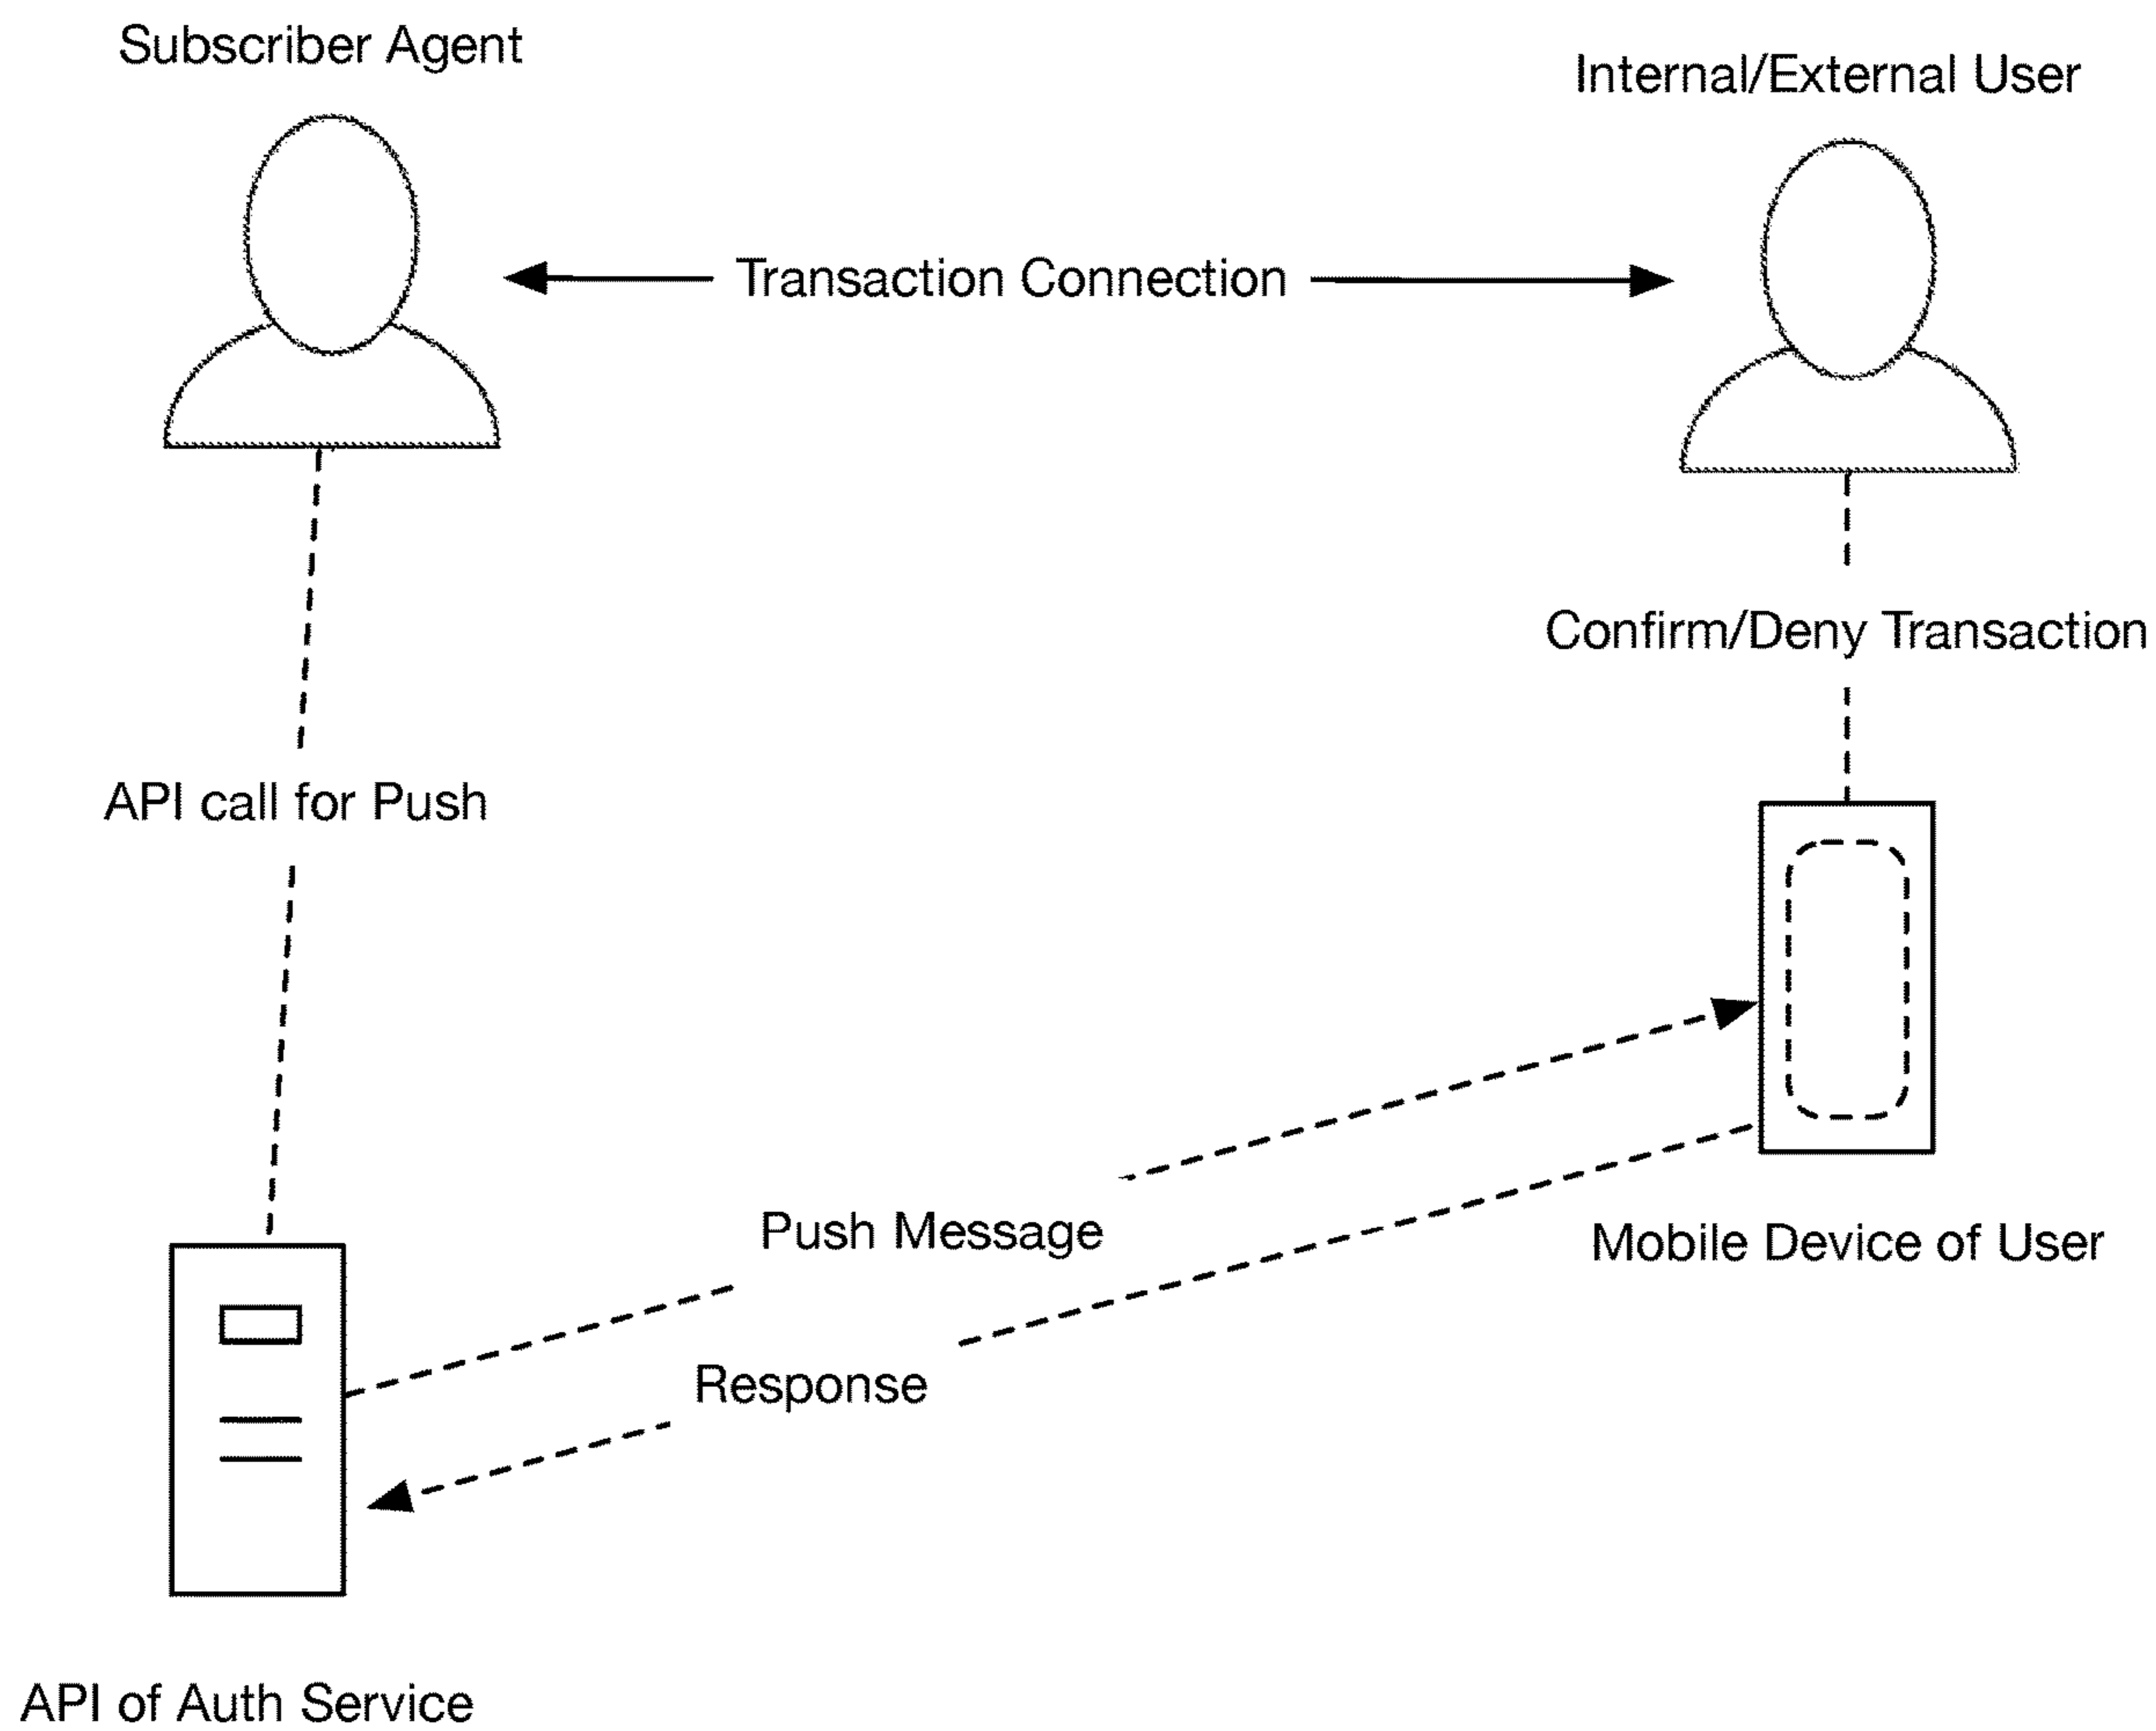 Subscriber Agent
Internal/External User
Transaction Connection
Confirm/Deny Transaction
API call for Push
Push Message
Mobile Device of User
Response
API of Auth Service